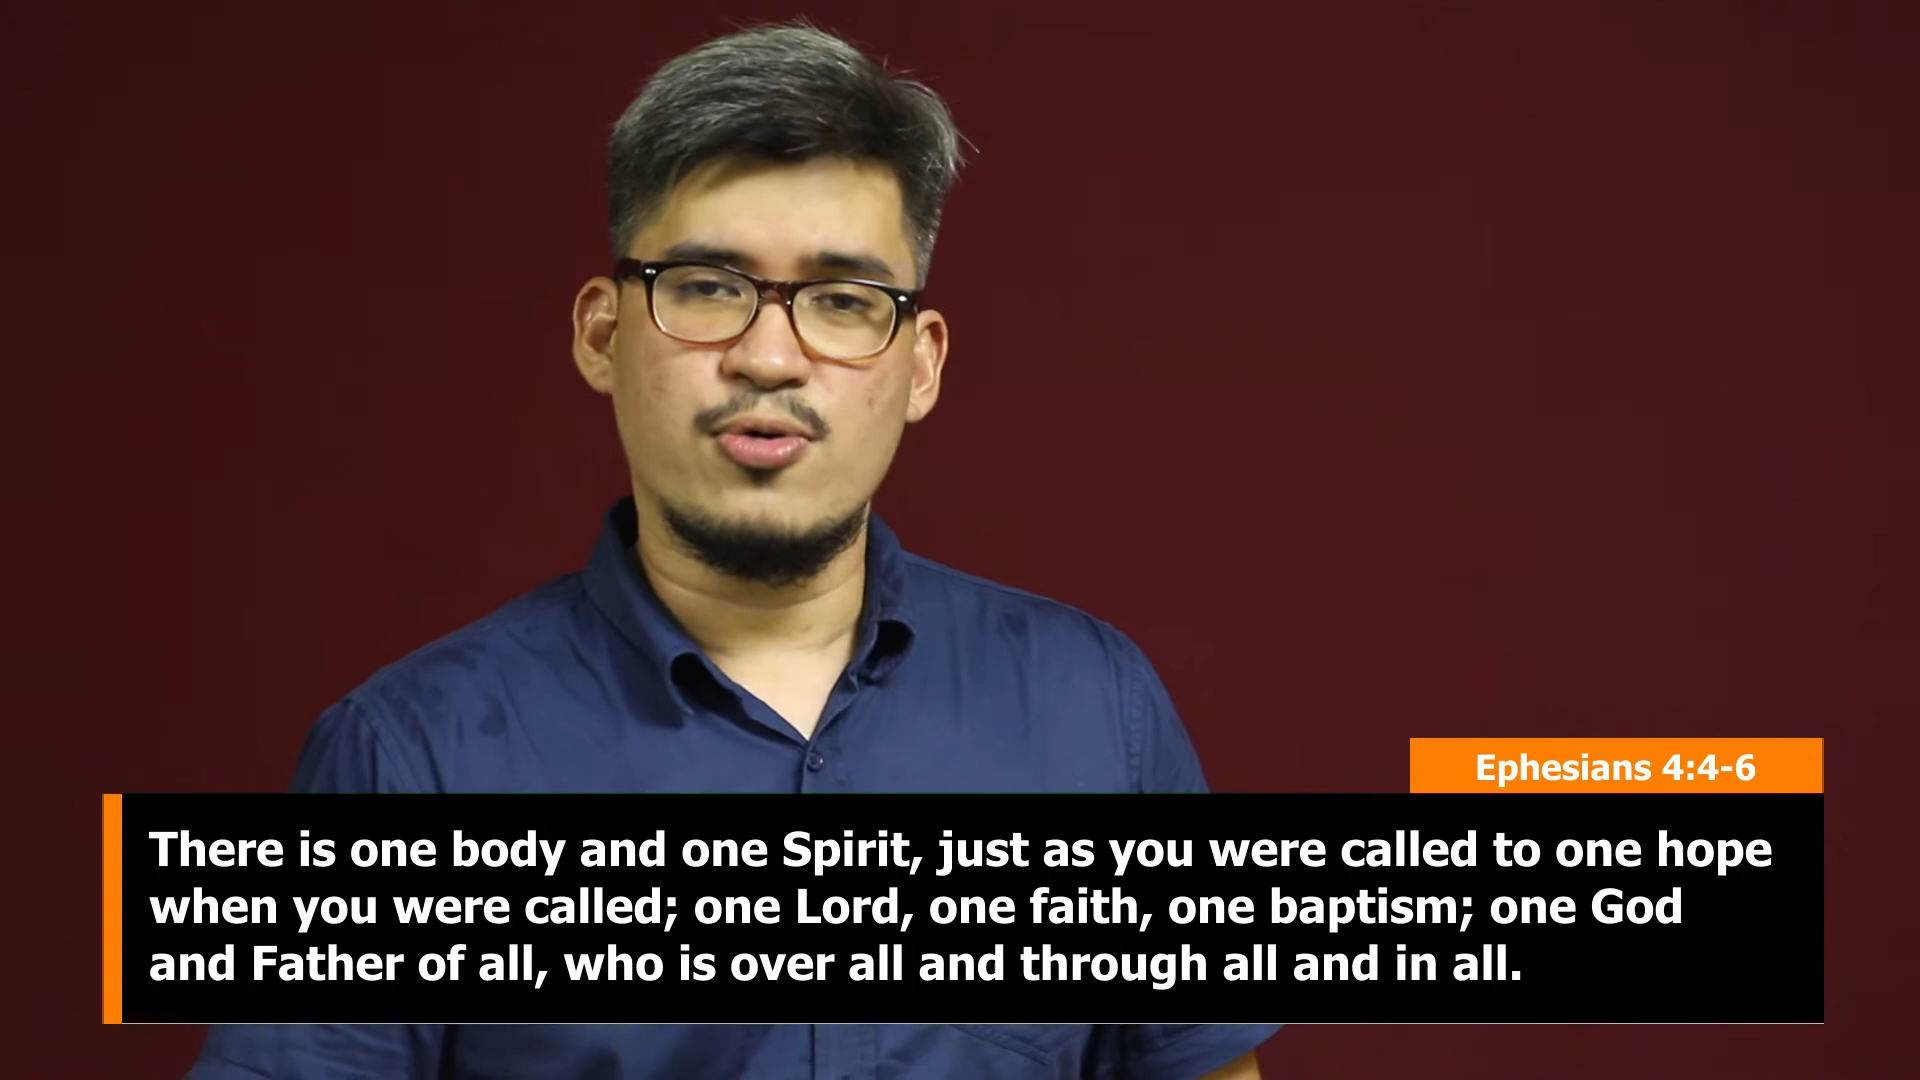 Ephesians 4:4-6
There is one body and one Spirit, just as you were called to one hope
when you were called; one Lord, one faith, one baptism; one God
and Father of all, who is over all and through all and in all.